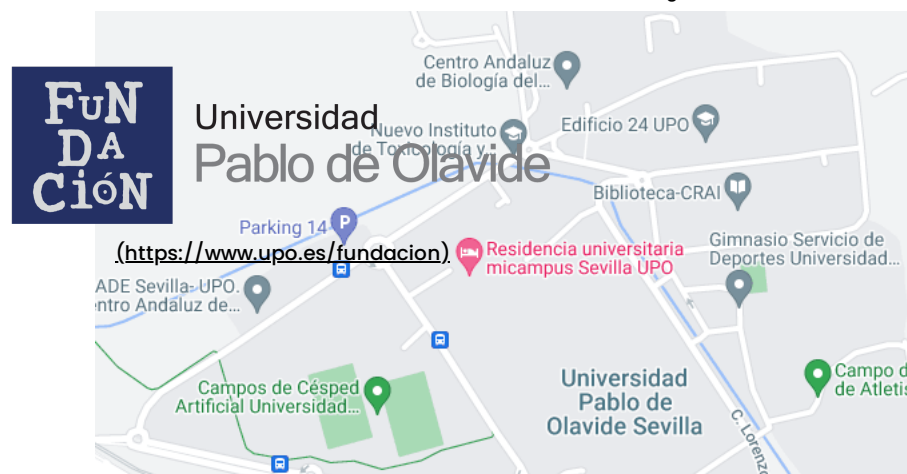 FUN
DA
CIÓN
Universidad
Pablo de Olavide
(https://www.upo.es/fundacion)
Centro Andaluz
de Biología del...
Nuevo Instituto
de Toxicología y...
Edificio 24 UPO
Biblioteca-CRAI
Parking 14
P
Residencia universitaria
micampus Sevilla UPO
Gimnasio Servicio de
Deportes Universidad...
ADE Sevilla- UPO.
entro Andaluz de...
Campos de Césped
Artificial Universidad...
Universidad
Pablo de
Olavide Sevilla
Campo d
de Atletis
C. Lorenzo